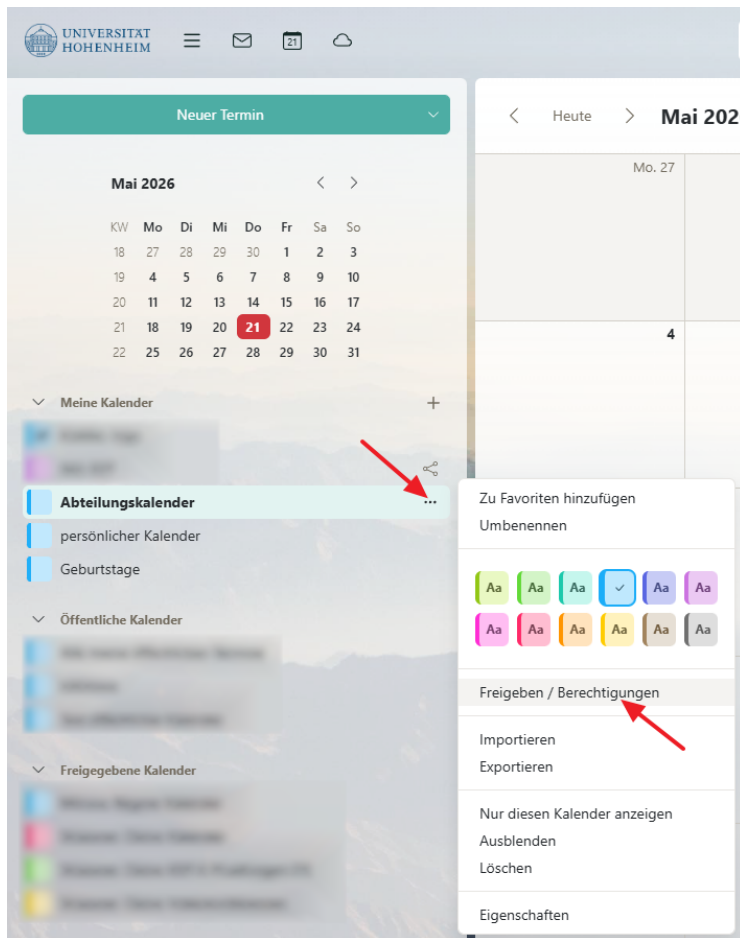 UNIVERSITÄT
HOHENHEIM
21
Neuer Termin
Heute
Mai 202
Mo. 27
Mai 2026
KW Mo Di Mi Do Fr Sa So
18 27 28 29 30 1 2 3
19 4 5 6 7 8 9 10
20 11 12 13 14 15 16 17
21 18 19 20 21 22 23 24
22 25 26 27 28 29 30 31
4
Meine Kalender
Abteilungskalender
persönlicher Kalender
Geburtstage
Öffentliche Kalender
Freigegebene Kalender
Zu Favoriten hinzufügen
Umbenennen
Aa Aa Aa Aa Aa
Aa Aa Aa Aa Aa Aa
Freigeben / Berechtigungen
Importieren
Exportieren
Nur diesen Kalender anzeigen
Ausblenden
Löschen
Eigenschaften